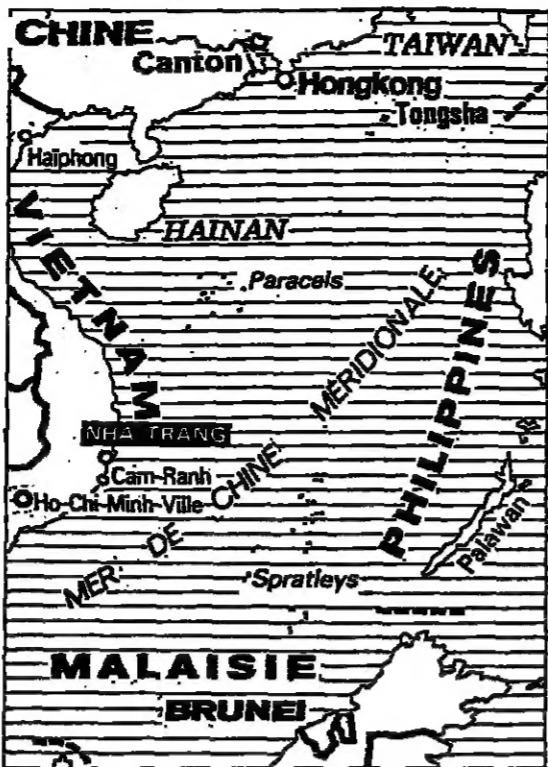 CHINE
TAIWAN
Canton
Hongkong
Tongsha
Haïphong
HAINAN
VIETNAM
Paracels
PHILIPPINES
MER DE CHINE MÉRIDIONALE
NHA TRANG
Cam-Ranh
Ho-Chi-Minh-Ville
Palawan
Spratleys
MALAISIE
BRUNEI